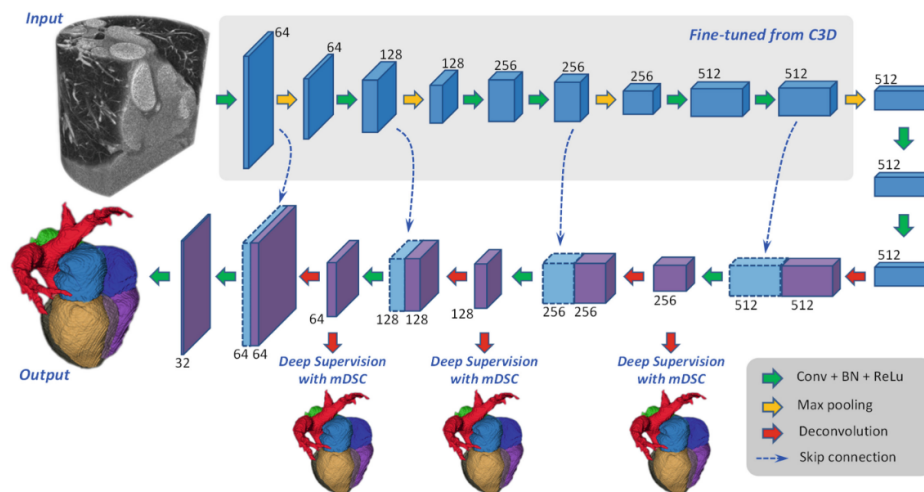 Input
Fine-tuned from C3D
64
64
128
128
256
256
256
512
512
512
512
512
32
64 64
64
128 128
128
256 256
256
512 512
Output
Deep Supervision
with mDSC
Deep Supervision
with mDSC
Deep Supervision
with mDSC
Conv + BN + ReLu
Max pooling
Deconvolution
Skip connection